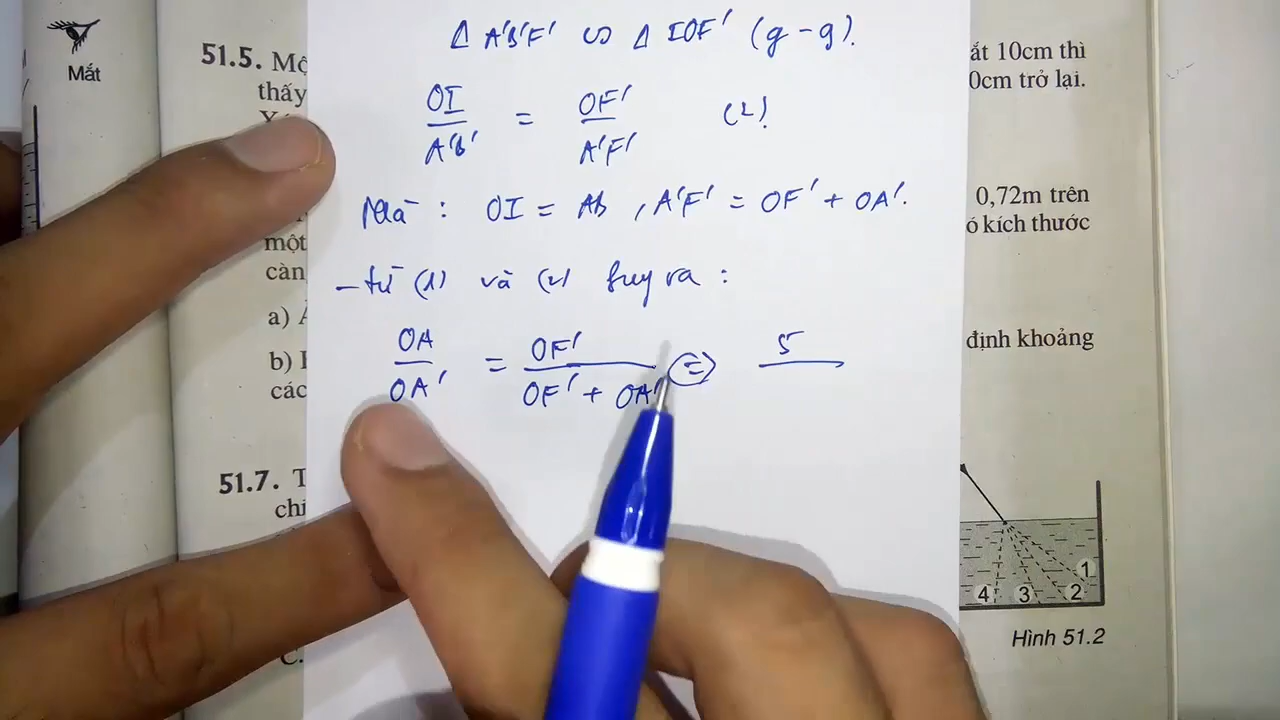 Mắt
51.5. Mộ
thấy
ắt 10cm thì
0cm trở lại.
Δ A'B'F' ∽ Δ IOF' (g - g).
OI / A'B' = OF' / A'F' (2)
Mà : OI = AB , A'F' = OF' + OA'.
0,72m trên
ó kích thước
một
càn
- từ (1) và (2) suy ra :
a)
OA / OA' = OF' / OF' + OA' ⇔ 5
định khoảng
b)
các
51.7. T
chi
1
2
3
4
Hình 51.2
C.